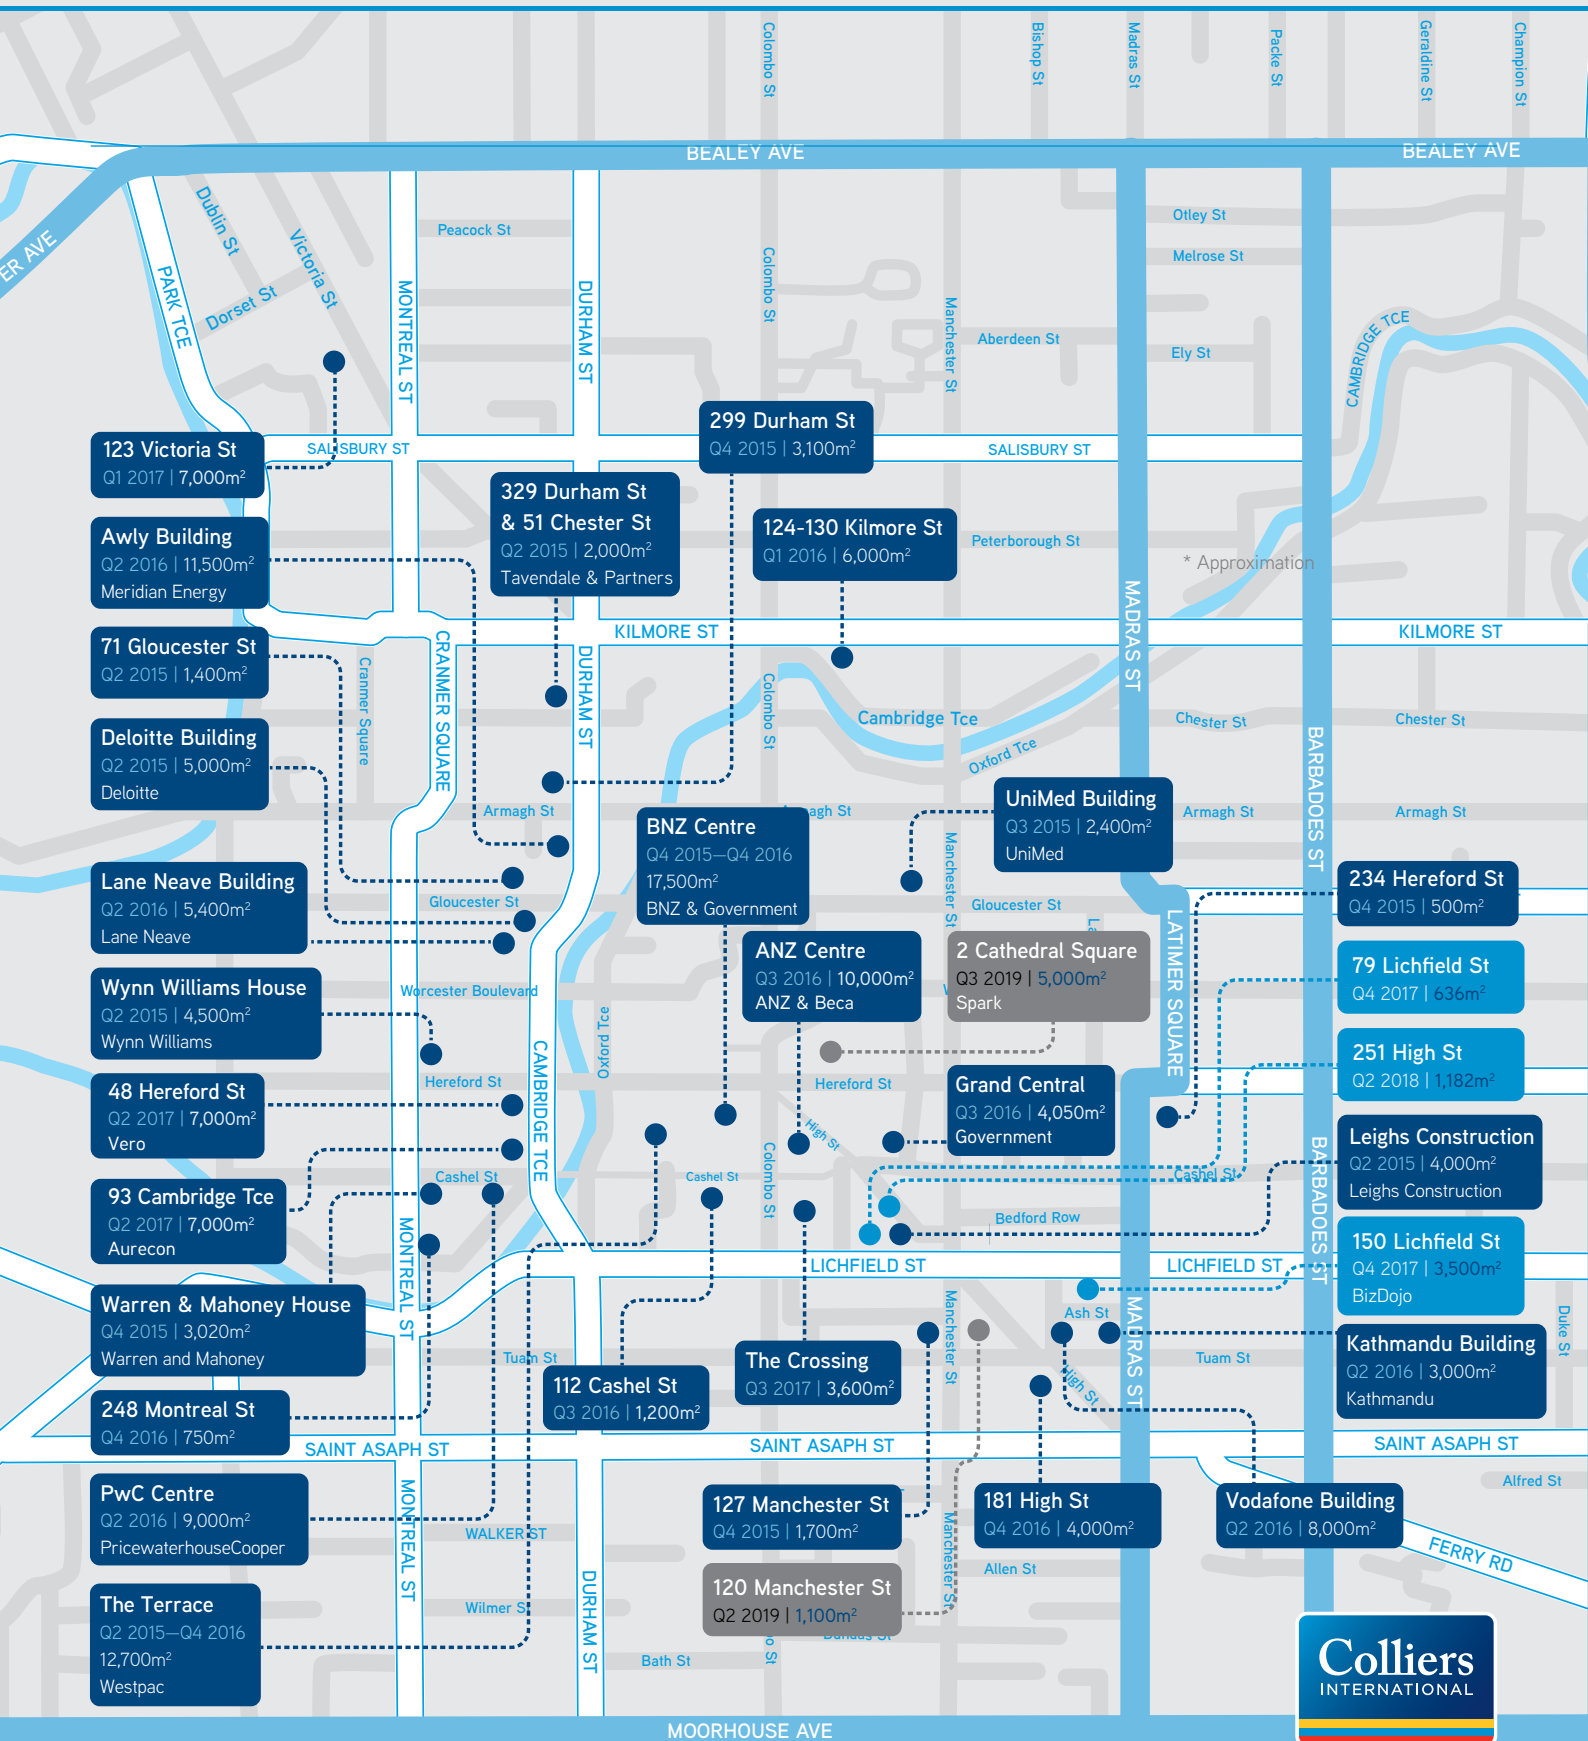 Colombo St
Bishop St
Madras St
Packe St
Geraldine St
Champion St
BEALEY AVE
BEALEY AVE
ER AVE
Dublin St
Victoria St
Dorset St
PARK TCE
MONTREAL ST
Peacock St
DURHAM ST
Colombo St
Manchester St
Aberdeen St
Otley St
Melrose St
Ely St
CAMBRIDGE TCE
SALISBURY ST
SALISBURY ST
123 Victoria St
Q1 2017 | 7,000m²
299 Durham St
Q4 2015 | 3,100m²
329 Durham St
& 51 Chester St
Q2 2015 | 2,000m²
Tavendale & Partners
124-130 Kilmore St
Q1 2016 | 6,000m²
Peterborough St
* Approximation
Awly Building
Q2 2016 | 11,500m²
Meridian Energy
KILMORE ST
KILMORE ST
MADRAS ST
71 Gloucester St
Q2 2015 | 1,400m²
Cranmer Square
CRANMER SQUARE
DURHAM ST
Colombo St
Cambridge Tce
Oxford Tce
Chester St
Chester St
BARBADOES ST
Deloitte Building
Q2 2015 | 5,000m²
Deloitte
Armagh St
agh St
Armagh St
Armagh St
BNZ Centre
Q4 2015—Q4 2016
17,500m²
BNZ & Government
UniMed Building
Q3 2015 | 2,400m²
UniMed
Manchester St
Lane Neave Building
Q2 2016 | 5,400m²
Lane Neave
Gloucester St
Gloucester St
La
234 Hereford St
Q4 2015 | 500m²
LATIMER SQUARE
ANZ Centre
Q3 2016 | 10,000m²
ANZ & Beca
2 Cathedral Square
Q3 2019 | 5,000m²
Spark
79 Lichfield St
Q4 2017 | 636m²
Wynn Williams House
Q2 2015 | 4,500m²
Wynn Williams
Worcester Boulevard
W
Oxford Tce
CAMBRIDGE TCE
251 High St
Q2 2018 | 1,182m²
48 Hereford St
Q2 2017 | 7,000m²
Vero
Hereford St
Hereford St
Grand Central
Q3 2016 | 4,050m²
Government
High St
Leighs Construction
Q2 2015 | 4,000m²
Leighs Construction
BARBADOES ST
93 Cambridge Tce
Q2 2017 | 7,000m²
Aurecon
Cashel St
Cashel St
Cashel St
Colombo St
Bedford Row
MONTREAL ST
LICHFIELD ST
LICHFIELD ST
150 Lichfield St
Q4 2017 | 3,500m²
BizDojo
Warren & Mahoney House
Q4 2015 | 3,020m²
Warren and Mahoney
Manchester St
Ash St
MADRAS ST
Duke St
Kathmandu Building
Q2 2016 | 3,000m²
Kathmandu
Tuam St
Tuam St
High St
112 Cashel St
Q3 2016 | 1,200m²
The Crossing
Q3 2017 | 3,600m²
248 Montreal St
Q4 2016 | 750m²
SAINT ASAPH ST
SAINT ASAPH ST
SAINT ASAPH ST
PwC Centre
Q2 2016 | 9,000m²
PricewaterhouseCooper
MONTREAL ST
WALKER ST
127 Manchester St
Q4 2015 | 1,700m²
Manchester St
181 High St
Q4 2016 | 4,000m²
Vodafone Building
Q2 2016 | 8,000m²
Alfred St
FERRY RD
Allen St
120 Manchester St
Q2 2019 | 1,100m²
Dundas St
The Terrace
Q2 2015—Q4 2016
12,700m²
Westpac
Wilmer S
DURHAM ST
Bath St
bo St
Colliers
INTERNATIONAL
MOORHOUSE AVE